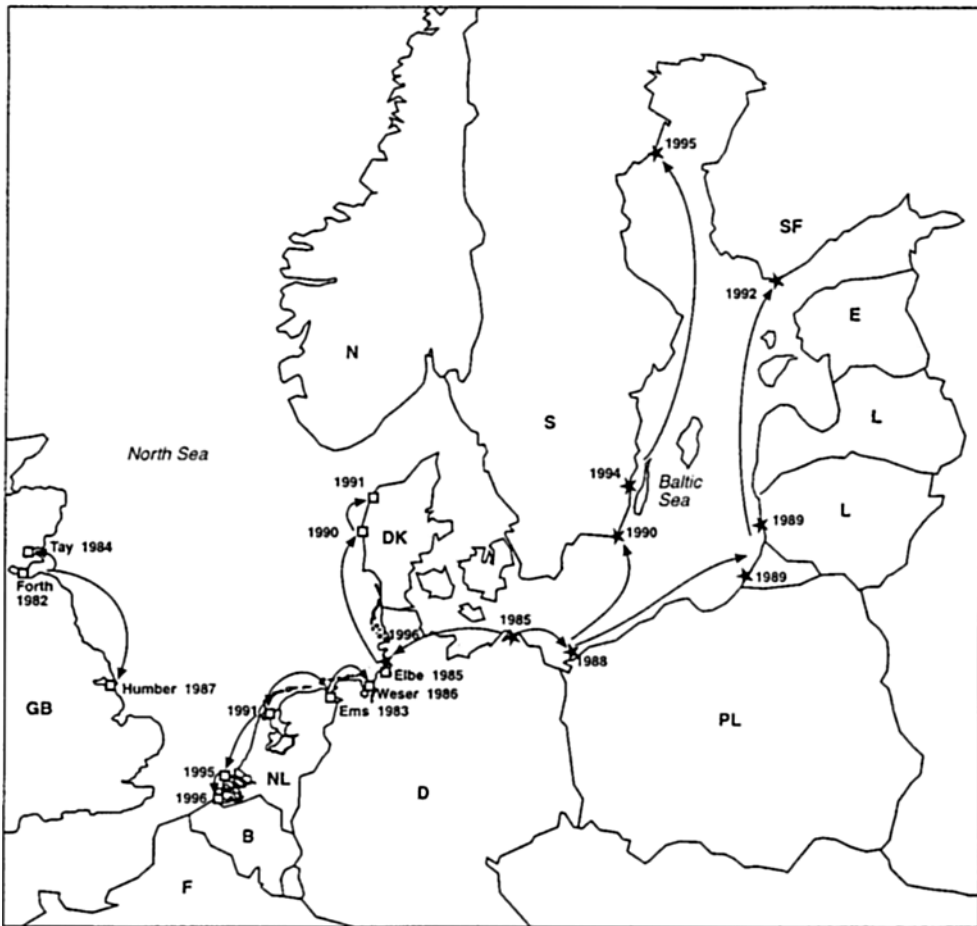 1995
SF
1992
E
N
L
S
North Sea
1994
Baltic
Sea
1991
1989
L
1990
DK
1990
Tay 1984
Forth
1982
1989
1985
1996
1988
Elbe 1985
Humber 1987
Weser 1986
Ems 1983
GB
1991
PL
1995
NL
D
1996
B
F